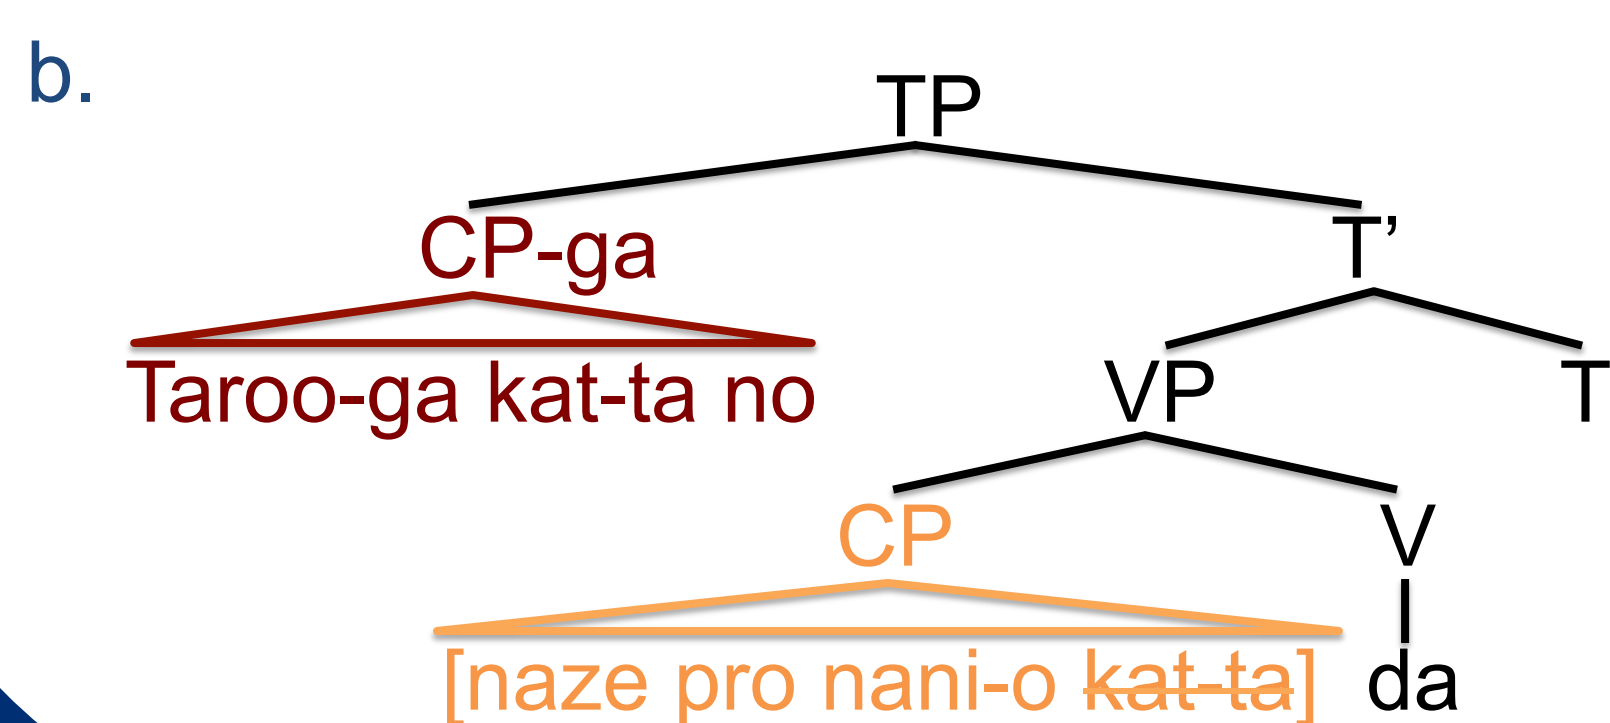 b.
TP
CP-ga T’
Taroo-ga kat-ta no VP T
CP V
[naze pro nani-o kat-ta] da